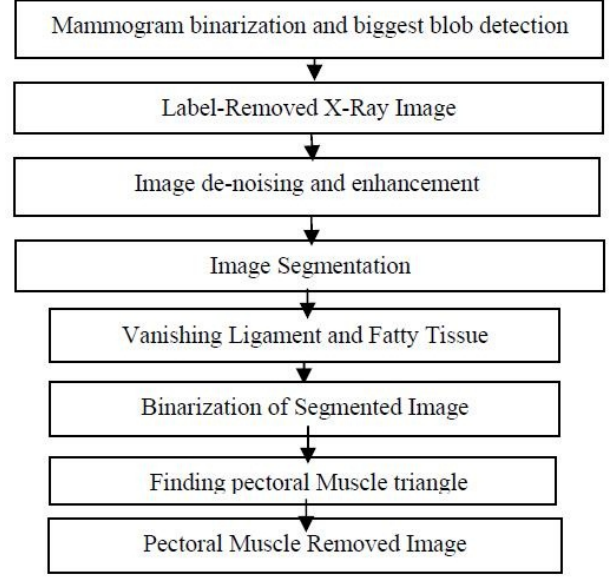 Mammogram binarization and biggest blob detection
Label-Removed X-Ray Image
Image de-noising and enhancement
Image Segmentation
Vanishing Ligament and Fatty Tissue
Binarization of Segmented Image
Finding pectoral Muscle triangle
Pectoral Muscle Removed Image